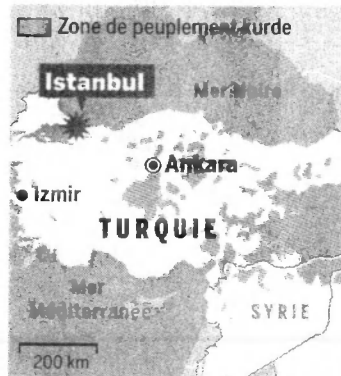 Zone de peuplement kurde
Istanbul
Mer Noire
Ankara
Izmir
TURQUIE
Mer
Méditerranée
SYRIE
200 km